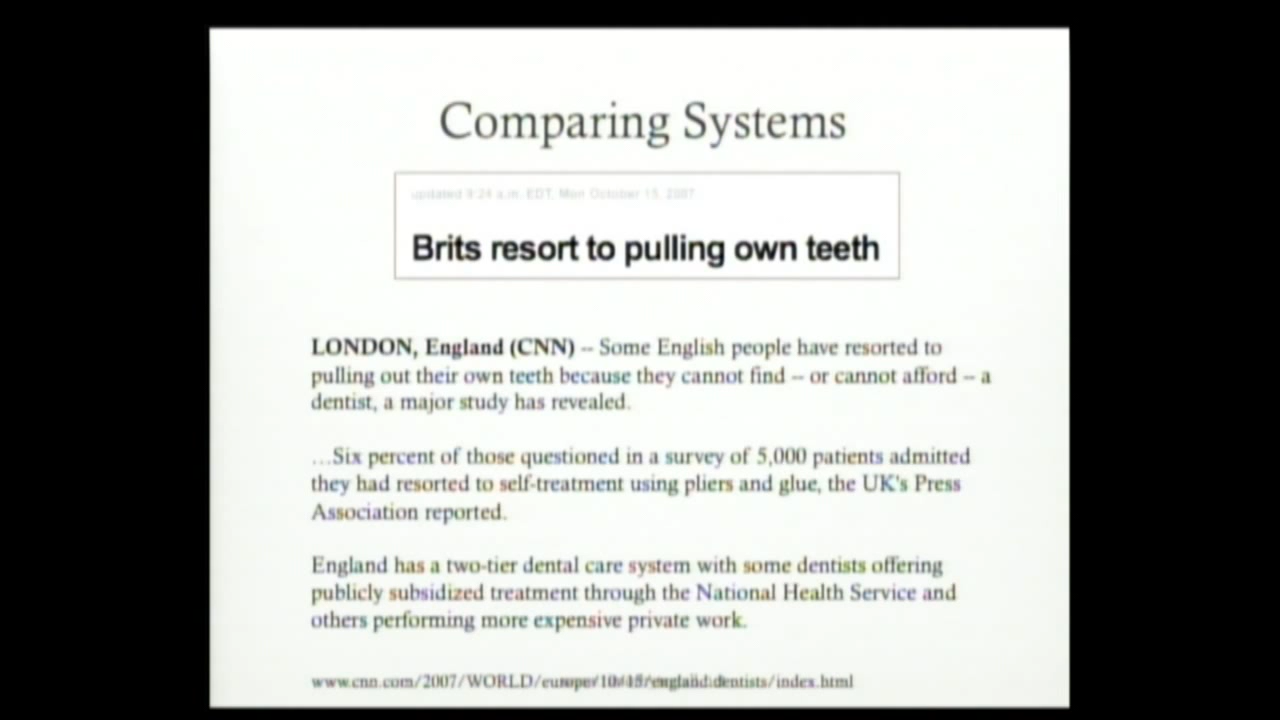 Comparing Systems
updated 9:24 a.m. EDT, Mon October 15, 2007
Brits resort to pulling own teeth
LONDON, England (CNN) -- Some English people have resorted to
pulling out their own teeth because they cannot find -- or cannot afford -- a
dentist, a major study has revealed.
…Six percent of those questioned in a survey of 5,000 patients admitted
they had resorted to self-treatment using pliers and glue, the UK's Press
Association reported.
England has a two-tier dental care system with some dentists offering
publicly subsidized treatment through the National Health Service and
others performing more expensive private work.
www.cnn.com/2007/WORLD/europe/10/15/england.dentists/index.html